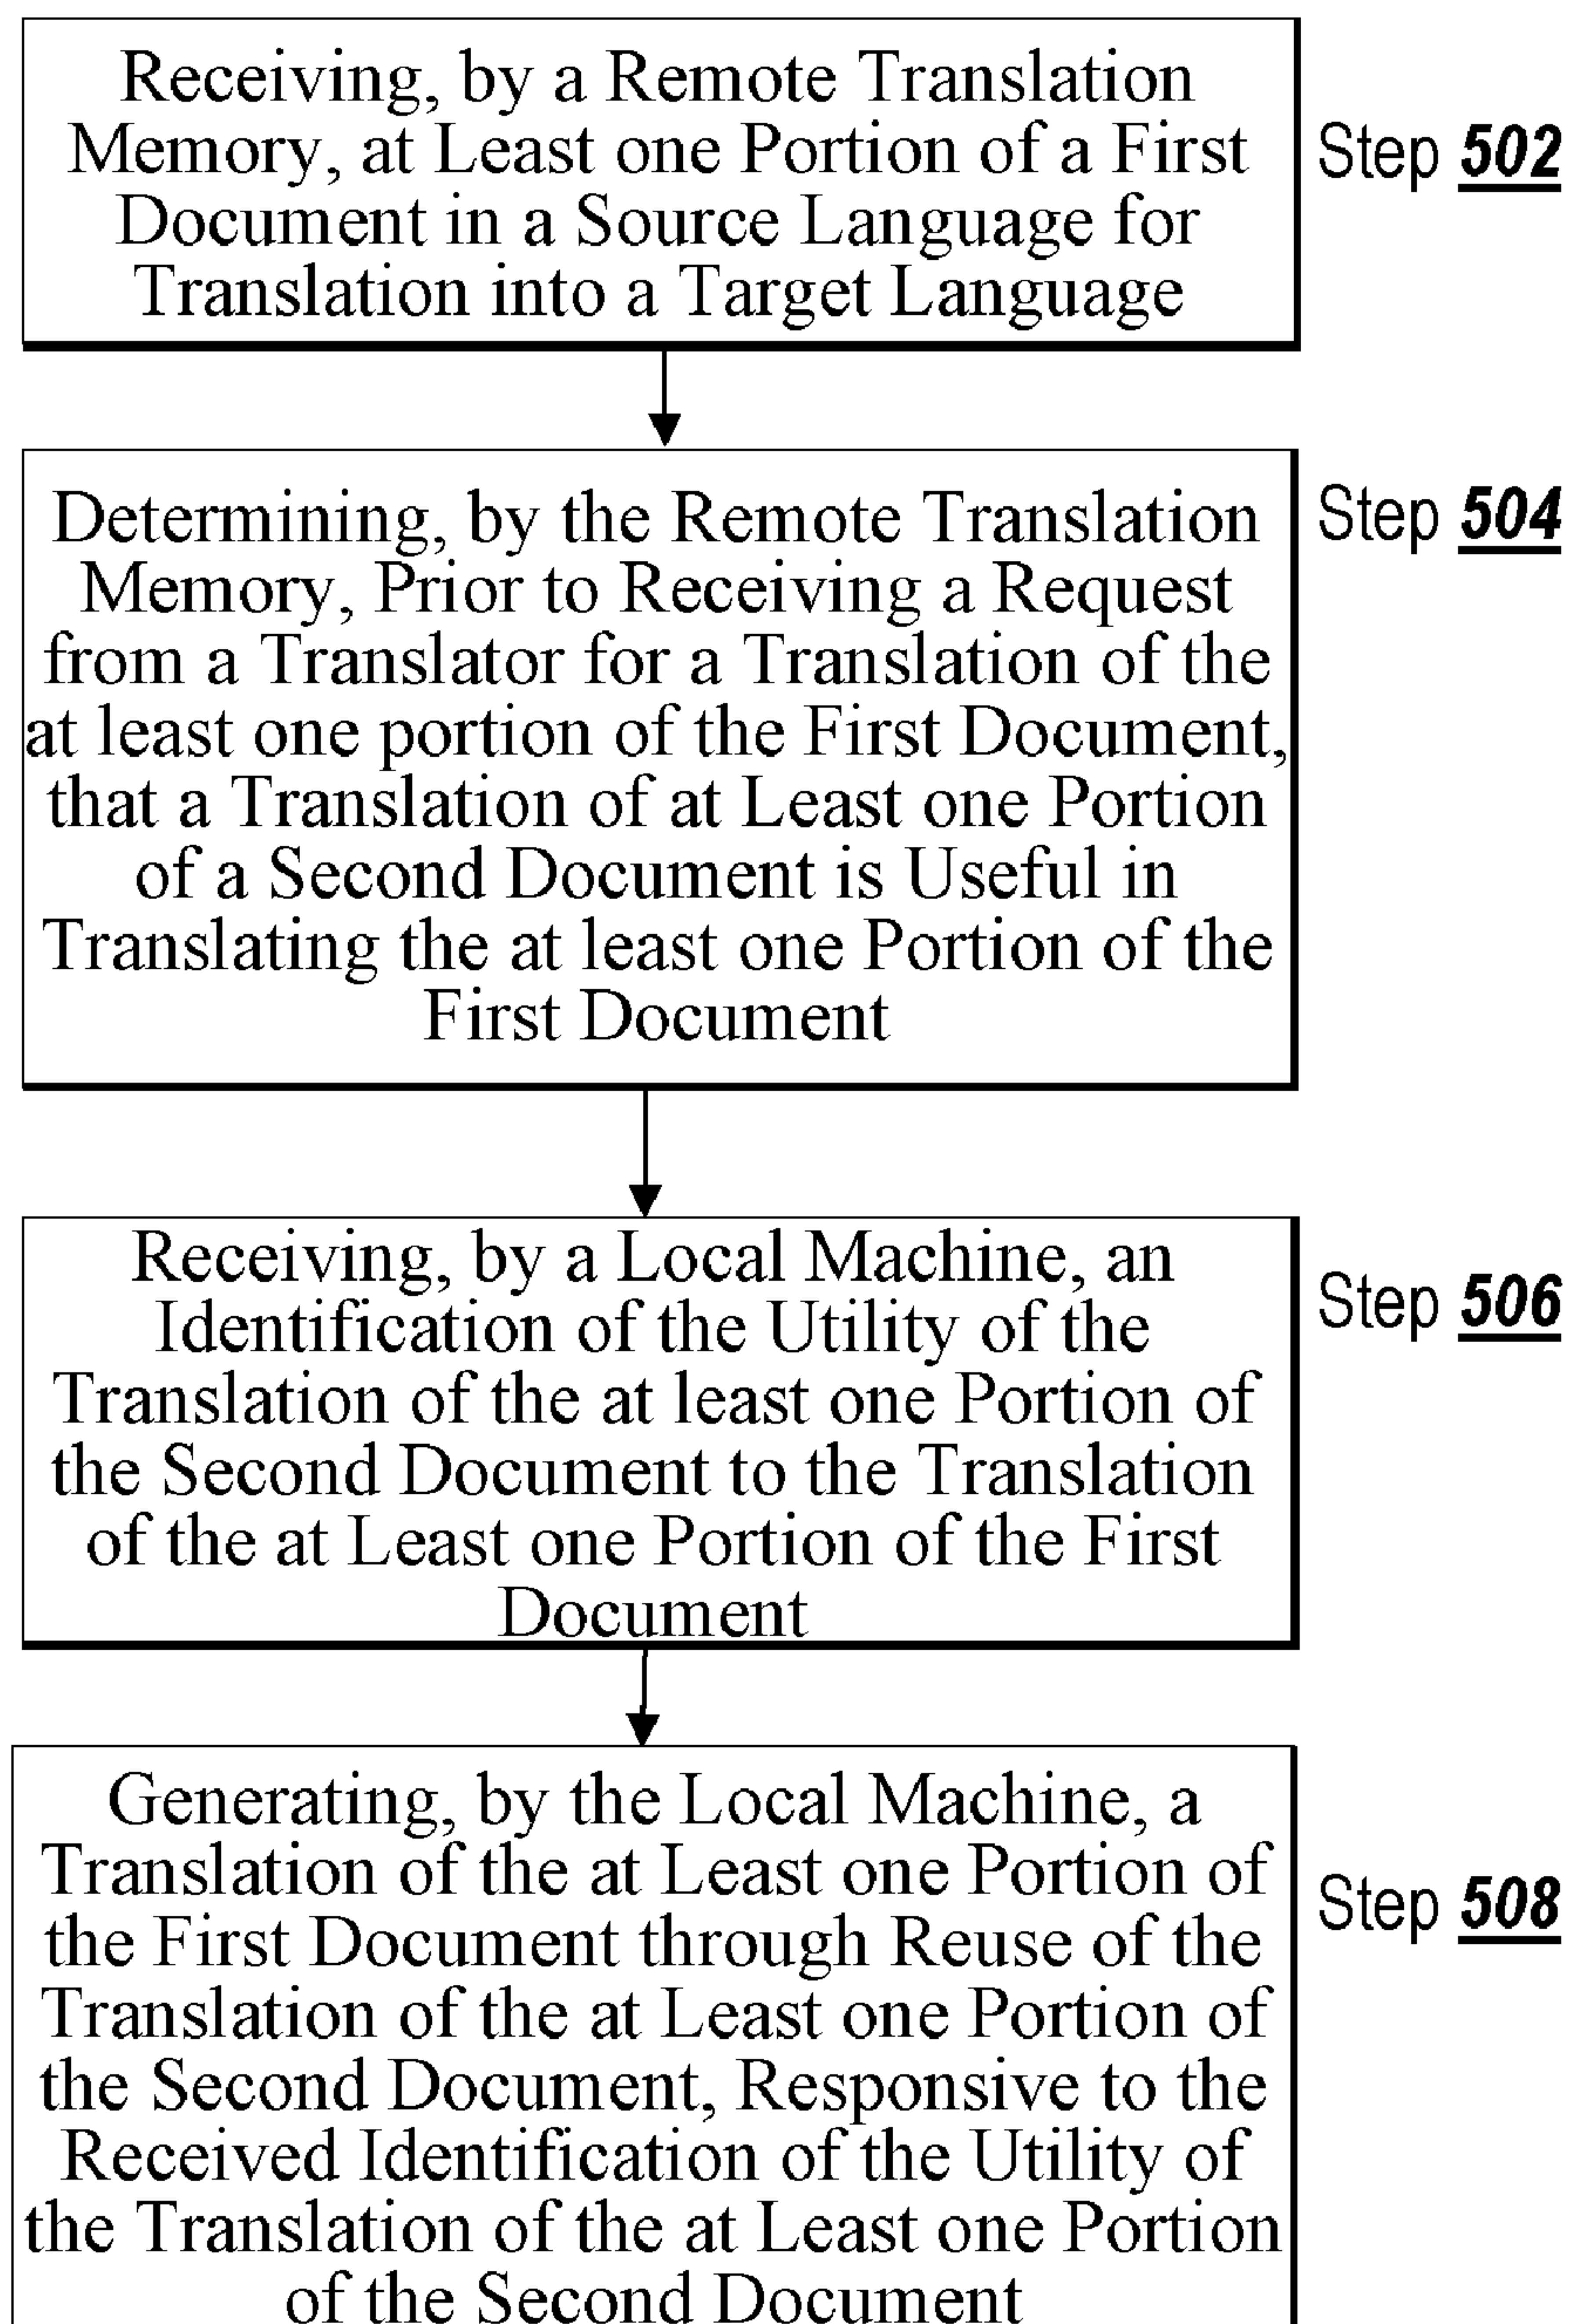 Receiving, by a Remote Translation
Memory, at Least one Portion of a First
Document in a Source Language for
Translation into a Target Language
Step 502
Determining, by the Remote Translation
Memory, Prior to Receiving a Request
from a Translator for a Translation of the
at least one portion of the First Document,
that a Translation of at Least one Portion
of a Second Document is Useful in
Translating the at least one Portion of the
First Document
Step 504
Receiving, by a Local Machine, an
Identification of the Utility of the
Translation of the at least one Portion of
the Second Document to the Translation
of the at Least one Portion of the First
Document
Step 506
Generating, by the Local Machine, a
Translation of the at Least one Portion of
the First Document through Reuse of the
Translation of the at Least one Portion of
the Second Document, Responsive to the
Received Identification of the Utility of
the Translation of the at Least one Portion
of the Second Document
Step 508